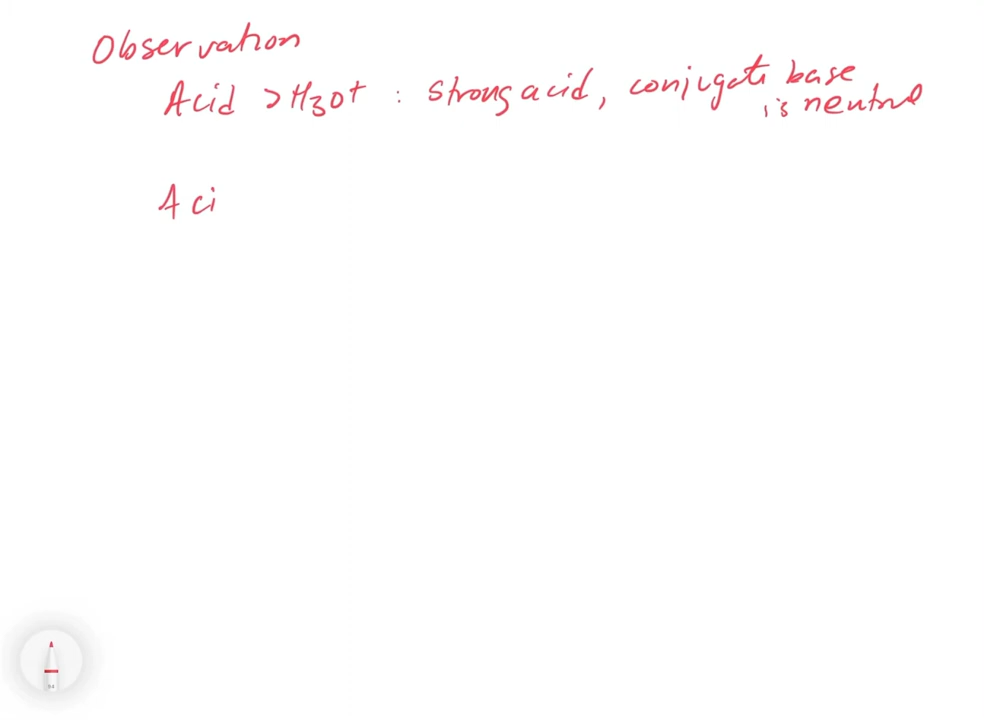 Observation
Acid > H3O+ : strong acid, conjugate base
is neutral
Aci